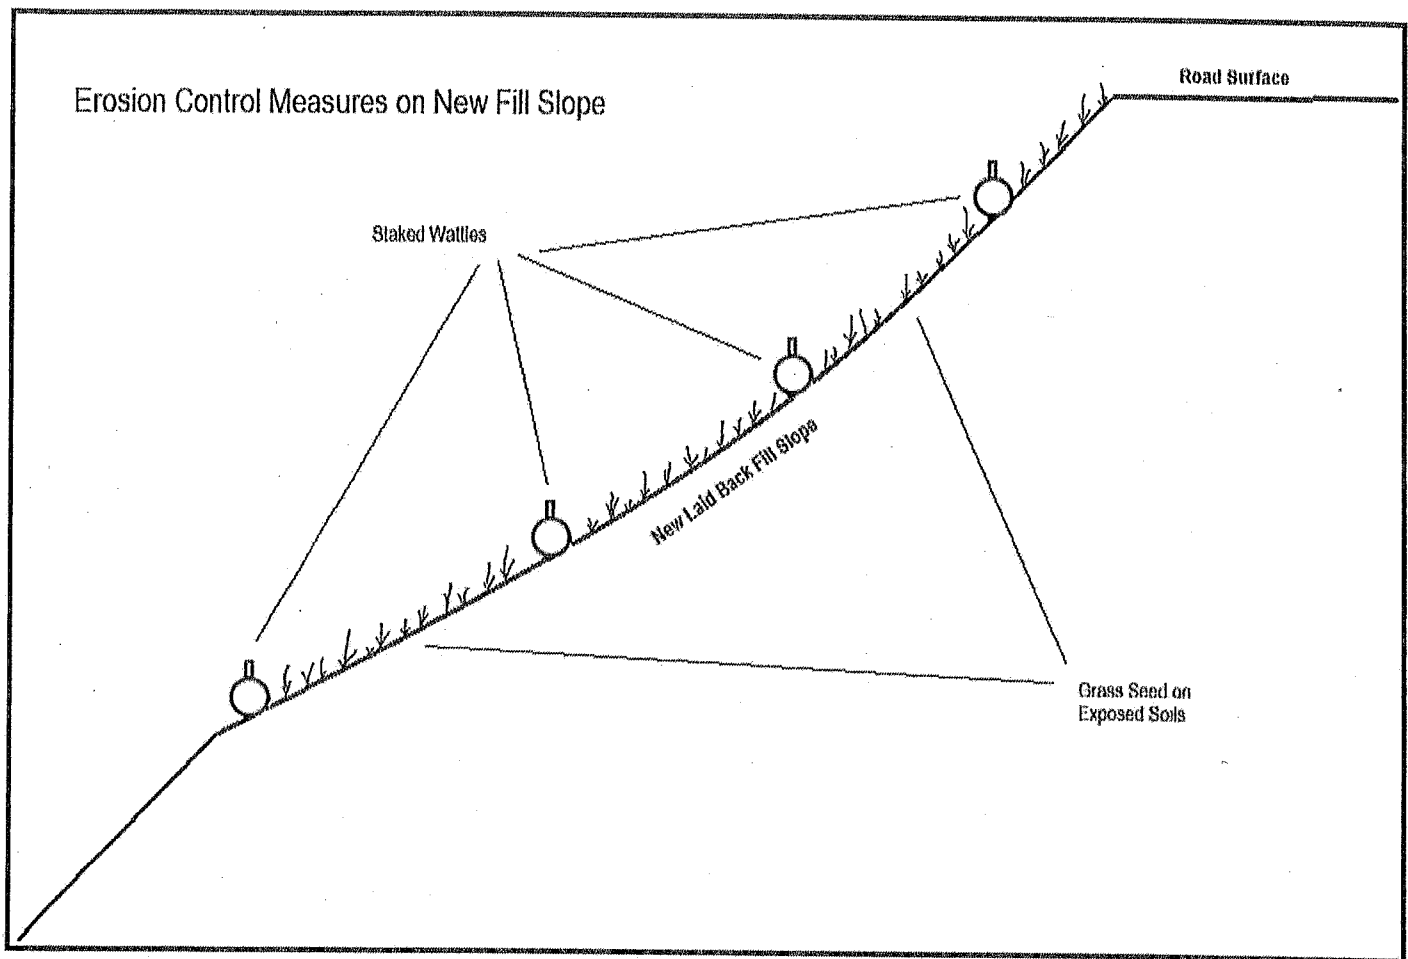 Erosion Control Measures on New Fill Slope
Road Surface
Staked Wattles
New Laid Back Fill Slope
Grass Seed on
Exposed Soils